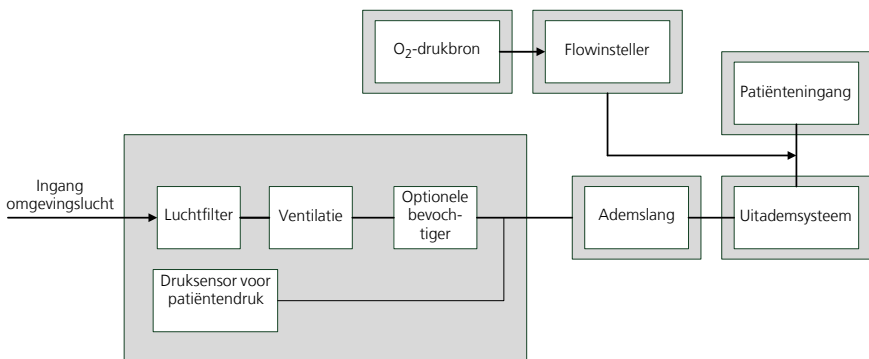 O₂-drukbron
Flowinsteller
Patiënteningang
Ingang
omgevingslucht
Luchtfilter
Ventilatie
Optionele
bevoch-
tiger
Ademslang
Uitademsysteem
Druksensor voor
patiëntendruk